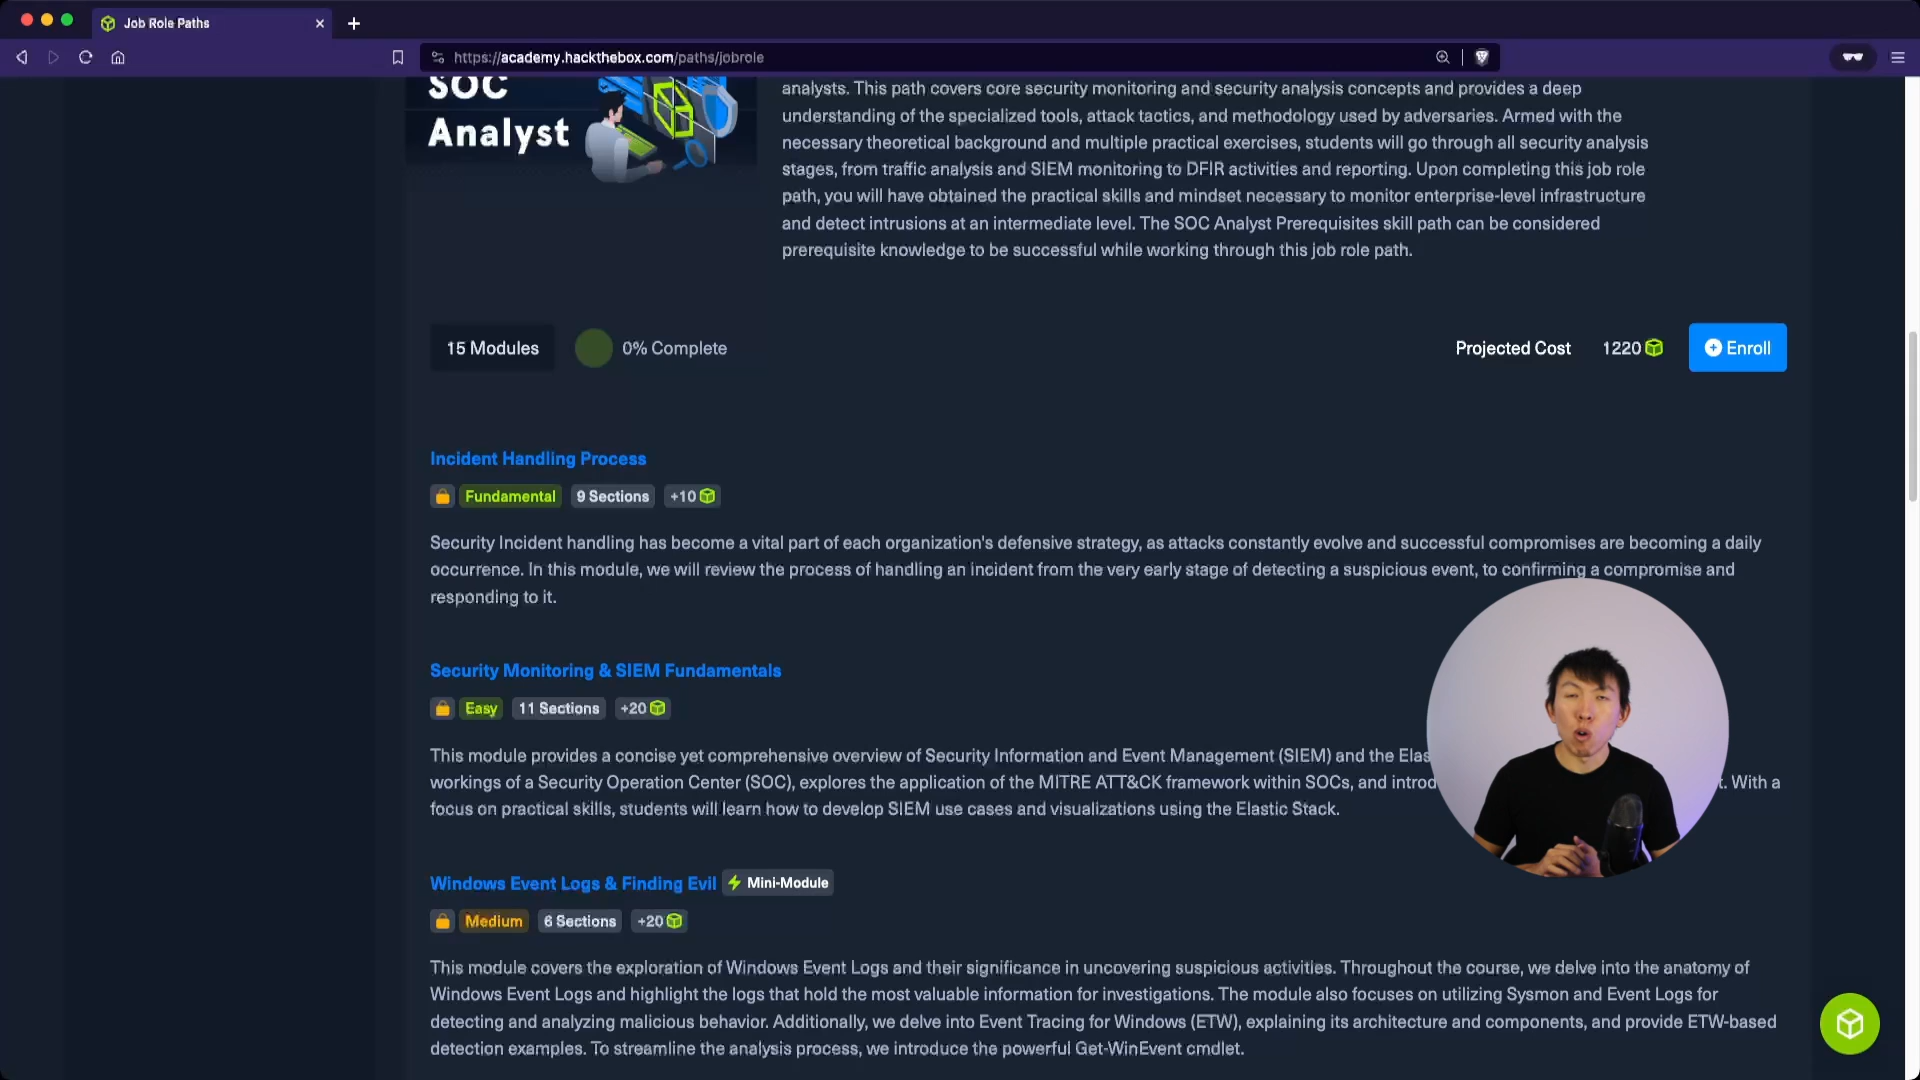 Job Role Paths
https://academy.hackthebox.com/paths/jobrole
SOC
Analyst
analysts. This path covers core security monitoring and security analysis concepts and provides a deep
understanding of the specialized tools, attack tactics, and methodology used by adversaries. Armed with the
necessary theoretical background and multiple practical exercises, students will go through all security analysis
stages, from traffic analysis and SIEM monitoring to DFIR activities and reporting. Upon completing this job role
path, you will have obtained the practical skills and mindset necessary to monitor enterprise-level infrastructure
and detect intrusions at an intermediate level. The SOC Analyst Prerequisites skill path can be considered
prerequisite knowledge to be successful while working through this job role path.
15 Modules 0% Complete Projected Cost 1220 Enroll
Incident Handling Process
Fundamental 9 Sections +10
Security Incident handling has become a vital part of each organization's defensive strategy, as attacks constantly evolve and successful compromises are becoming a daily
occurrence. In this module, we will review the process of handling an incident from the very early stage of detecting a suspicious event, to confirming a compromise and
responding to it.
Security Monitoring & SIEM Fundamentals
Easy 11 Sections +20
This module provides a concise yet comprehensive overview of Security Information and Event Management (SIEM) and the Elas
workings of a Security Operation Center (SOC), explores the application of the MITRE ATT&CK framework within SOCs, and introd t. With a
focus on practical skills, students will learn how to develop SIEM use cases and visualizations using the Elastic Stack.
Windows Event Logs & Finding Evil Mini-Module
Medium 6 Sections +20
This module covers the exploration of Windows Event Logs and their significance in uncovering suspicious activities. Throughout the course, we delve into the anatomy of
Windows Event Logs and highlight the logs that hold the most valuable information for investigations. The module also focuses on utilizing Sysmon and Event Logs for
detecting and analyzing malicious behavior. Additionally, we delve into Event Tracing for Windows (ETW), explaining its architecture and components, and provide ETW-based
detection examples. To streamline the analysis process, we introduce the powerful Get-WinEvent cmdlet.